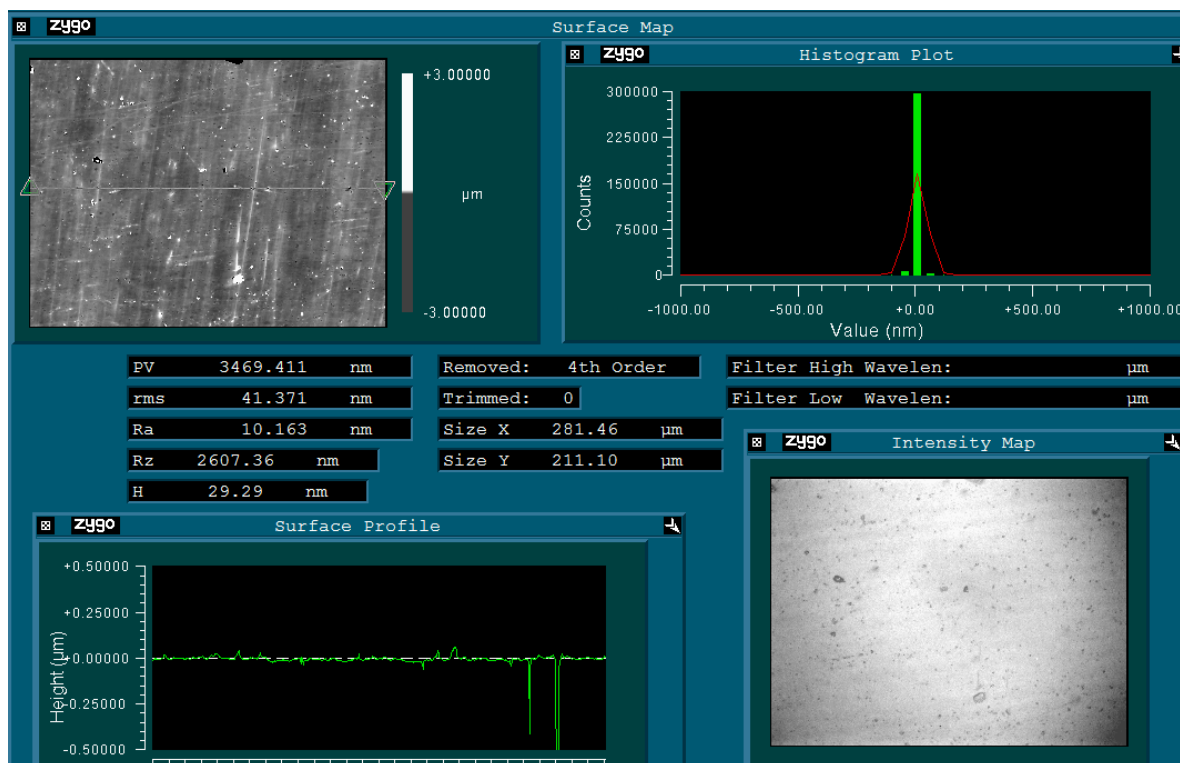 zygo Surface Map
+3.00000
µm
-3.00000
zygo Histogram Plot
300000
225000
150000
75000
0
Counts
-1000.00 -500.00 +0.00 +500.00 +1000.00
Value (nm)
PV 3469.411 nm
rms 41.371 nm
Ra 10.163 nm
Rz 2607.36 nm
H 29.29 nm
Removed: 4th Order
Trimmed: 0
Size X 281.46 µm
Size Y 211.10 µm
Filter High Wavelen: µm
Filter Low Wavelen: µm
zygo Surface Profile
+0.50000
+0.25000
+0.00000
-0.25000
-0.50000
Height (µm)
zygo Intensity Map